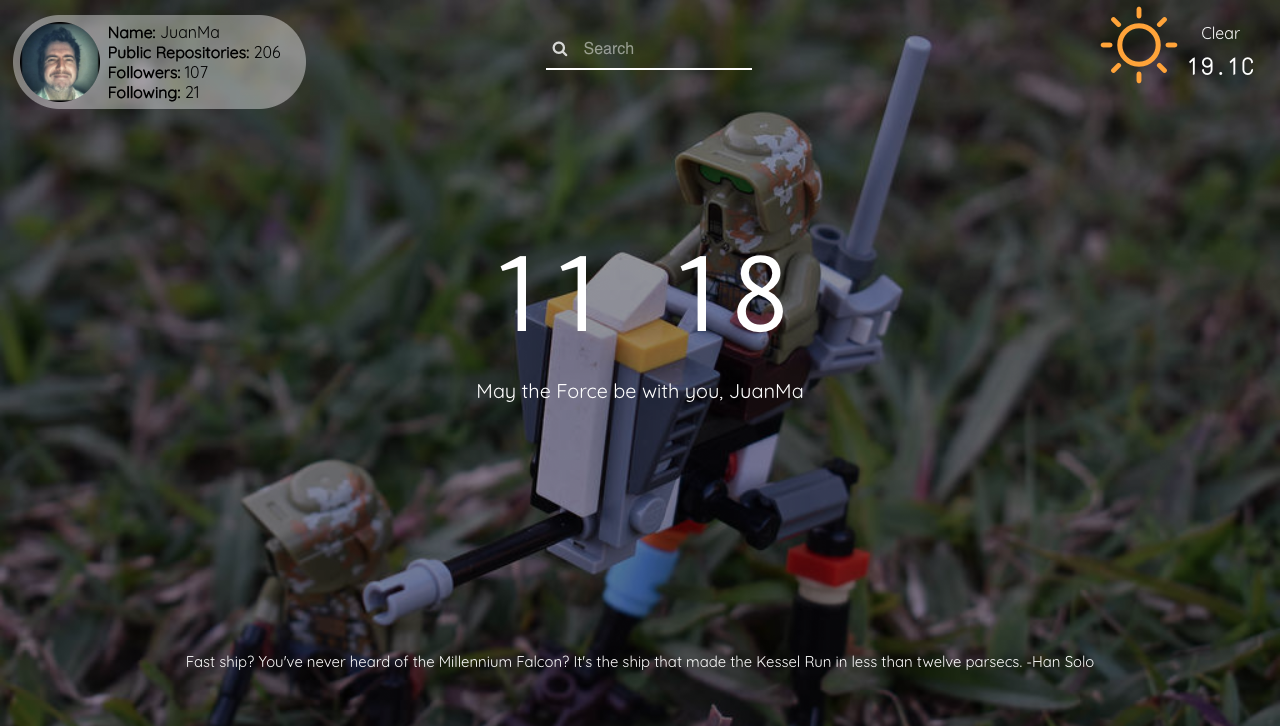 Name: JuanMa
Public Repositories: 206
Followers: 107
Following: 21
Search
Clear
19.1C
11 18
May the Force be with you, JuanMa
Fast ship? You've never heard of the Millennium Falcon? It's the ship that made the Kessel Run in less than twelve parsecs. -Han Solo